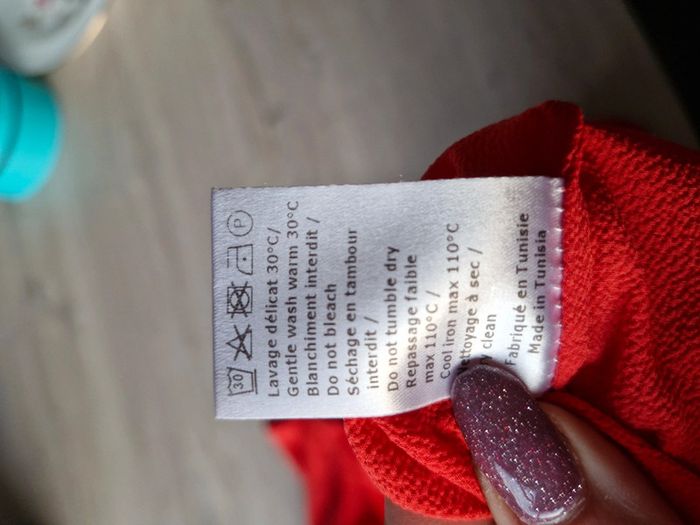 30 P
Lavage délicat 30°C/
Gentle wash warm 30°C
Blanchiment interdit /
Do not bleach
Séchage en tambour
interdit /
Do not tumble dry
Repassage faible
max 110°C /
Cool iron max 110°C
à sec /
clean
Fabriqué en Tunisie
Made in Tunisia